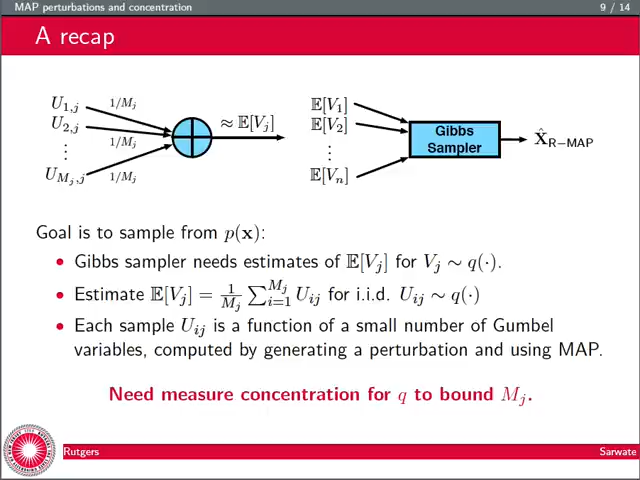 MAP perturbations and concentration 9 / 14
A recap
U_{1,j} 1/M_j
U_{2,j}
1/M_j
⋮
U_{M_j,j} 1/M_j
≈ 𝔼[V_j]
𝔼[V_1]
𝔼[V_2]
⋮
𝔼[V_n]
Gibbs
Sampler
X̂_{R−MAP}
Goal is to sample from p(x):
• Gibbs sampler needs estimates of 𝔼[V_j] for V_j ∼ q(·).
• Estimate 𝔼[V_j] = \frac{1}{M_j} ∑_{i=1}^{M_j} U_{ij} for i.i.d. U_{ij} ∼ q(·)
• Each sample U_{ij} is a function of a small number of Gumbel
variables, computed by generating a perturbation and using MAP.
Need measure concentration for q to bound M_j.
Rutgers Sarwate